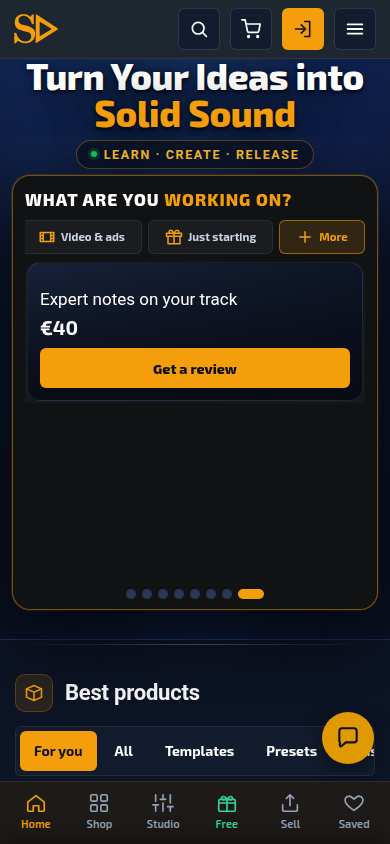 SD
Turn Your Ideas into
Solid Sound
LEARN · CREATE · RELEASE
WHAT ARE YOU WORKING ON?
Video & ads
Just starting
More
Expert notes on your track
€40
Get a review
Best products
For you
All
Templates
Presets
Home
Shop
Studio
Free
Sell
Saved